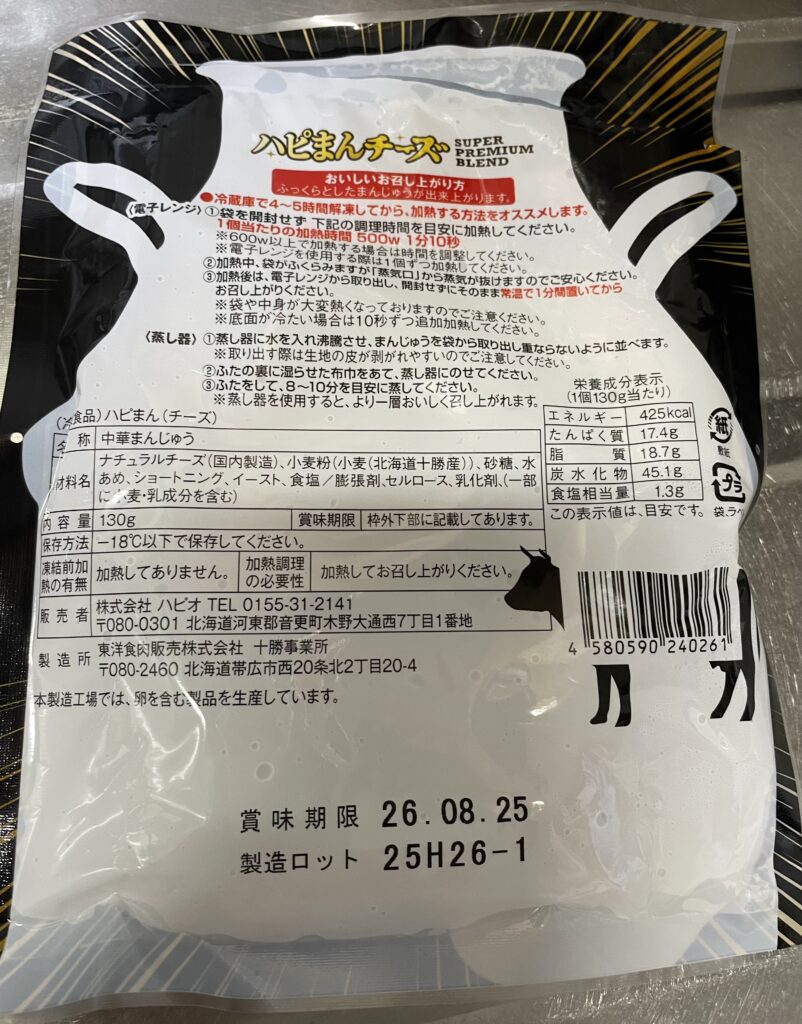 ハピまんチーズ SUPER PREMIUM BLEND
おいしいお召し上がり方
ふっくらとしたまんじゅうが出来上がります。
●冷蔵庫で4~5時間解凍してから、加熱する方法をオススメします。
〈電子レンジ〉①袋を開封せず 下記の調理時間を目安に加熱してください。
1個当たりの加熱時間 500w 1分10秒
※600w以上で加熱する場合は時間を調整してください。
※電子レンジを使用する際は1個ずつ加熱してください。
②加熱中、袋がふくらみますが「蒸気口」から蒸気が抜けますのでご安心ください。
③加熱後は、電子レンジから取り出し、開封せずにそのまま常温で1分間置いてから
お召し上がりください。
※袋や中身が大変熱くなっておりますのでご注意ください。
※底面が冷たい場合は10秒ずつ追加加熱してください。
〈蒸し器〉①蒸し器に水を入れ沸騰させ、まんじゅうを袋から取り出し重ならないように並べます。
※取り出す際は生地の皮が剥がれやすいのでご注意してください。
②ふたの裏に湿らせた布巾をあて、蒸し器にのせてください。
③ふたをして、8~10分を目安に蒸してください。
※蒸し器を使用すると、より一層おいしく召し上がれます。
食品〉ハピまん(チーズ)
名 称 中華まんじゅう
材料名 ナチュラルチーズ(国内製造)、小麦粉(小麦(北海道十勝産))、砂糖、水
あめ、ショートニング、イースト、食塩/膨張剤、セルロース、乳化剤、(一部
に小麦・乳成分を含む)
内容量 130g 賞味期限 枠外下部に記載してあります。
保存方法 -18℃以下で保存してください。
凍結前加熱の有無 加熱してありません。 加熱調理の必要性 加熱してお召し上がりください。
販売者 株式会社 ハピオ TEL 0155-31-2141
〒080-0301 北海道河東郡音更町木野大通西7丁目1番地
製造所 東洋食肉販売株式会社 十勝事業所
〒080-2460 北海道帯広市西20条北2丁目20-4
本製造工場では、卵を含む製品を生産しています。
栄養成分表示
(1個130g当たり)
エネルギー 425kcal
たんぱく質 17.4g
脂質 18.7g
炭水化物 45.1g
食塩相当量 1.3g
この表示値は、目安です。
紙
敷紙
プラ
袋、ラベ
4 580590 240261
賞味期限 26.08.25
製造ロット 25H26-1